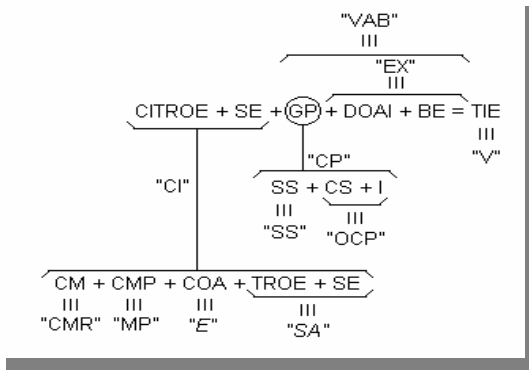 "VAB"
III
"EX"
III
CITROE + SE + GP + DOAI + BE = TIE
III
"V"
"CP"
"CI"
SS + CS + I
III
"SS"
III
"OCP"
CM + CMP + COA + TROE + SE
III III III III
"CMR" "MP" "E" "SA"